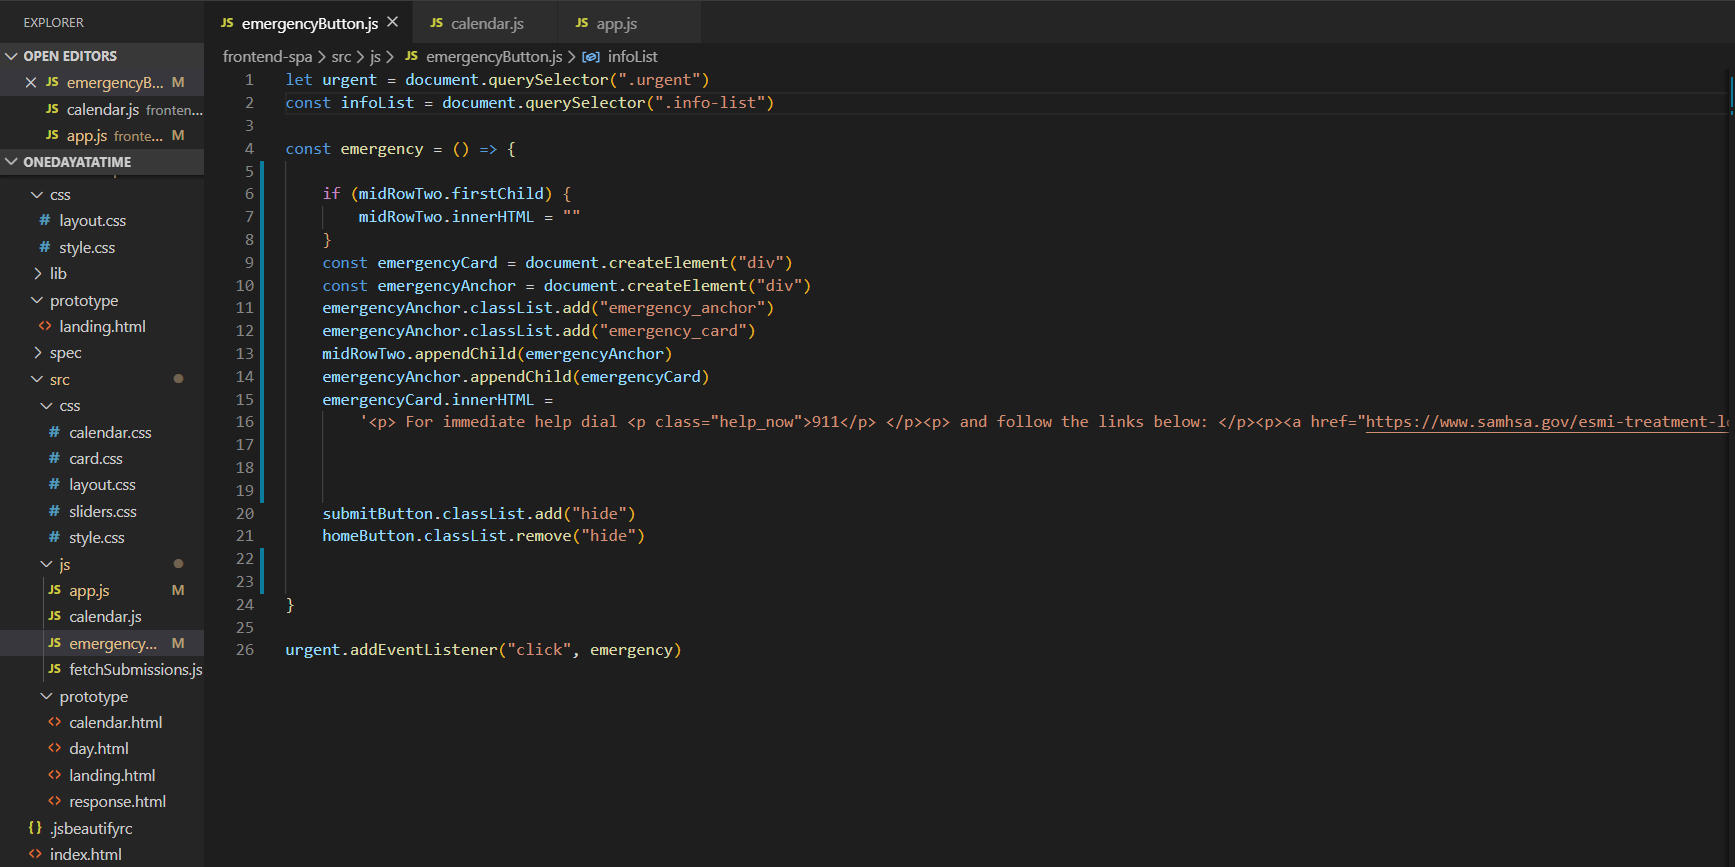 EXPLORER
OPEN EDITORS
JS emergencyB... M
JS calendar.js fronten...
JS app.js fronte... M
ONEDAYATATIME
css
# layout.css
# style.css
lib
prototype
<> landing.html
spec
src
css
# calendar.css
# card.css
# layout.css
# sliders.css
# style.css
js
JS app.js M
JS calendar.js
JS emergency... M
JS fetchSubmissions.js
prototype
<> calendar.html
<> day.html
<> landing.html
<> response.html
{} .jsbeautifyrc
<> index.html
JS emergencyButton.js JS calendar.js JS app.js
frontend-spa > src > js > JS emergencyButton.js > infoList
1 let urgent = document.querySelector(".urgent")
2 const infoList = document.querySelector(".info-list")
3
4 const emergency = () => {
5
6 if (midRowTwo.firstChild) {
7 midRowTwo.innerHTML = ""
8 }
9 const emergencyCard = document.createElement("div")
10 const emergencyAnchor = document.createElement("div")
11 emergencyAnchor.classList.add("emergency_anchor")
12 emergencyAnchor.classList.add("emergency_card")
13 midRowTwo.appendChild(emergencyAnchor)
14 emergencyAnchor.appendChild(emergencyCard)
15 emergencyCard.innerHTML =
16 '<p> For immediate help dial <p class="help_now">911</p> </p><p> and follow the links below: </p><p><a href="https://www.samhsa.gov/esmi-treatment-lo
17
18
19
20 submitButton.classList.add("hide")
21 homeButton.classList.remove("hide")
22
23
24 }
25
26 urgent.addEventListener("click", emergency)